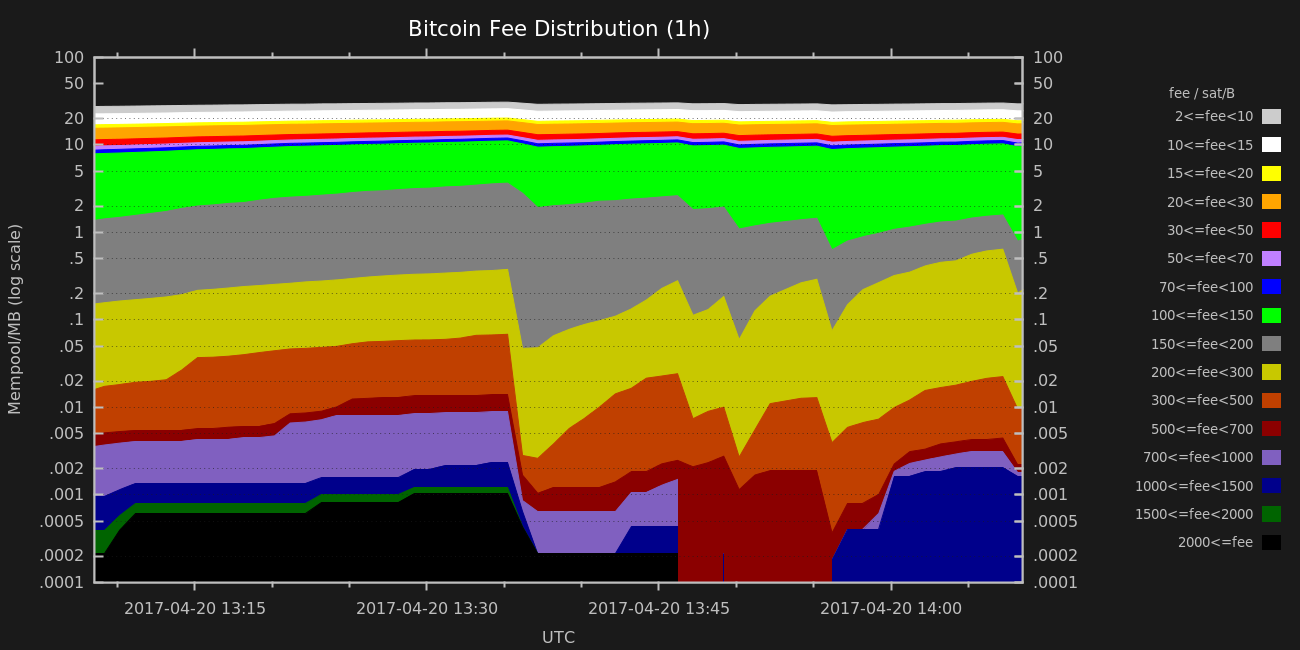 Bitcoin Fee Distribution (1h)
Mempool/MB (log scale)
100
50
20
10
5
2
1
.5
.2
.1
.05
.02
.01
.005
.002
.001
.0005
.0002
.0001
100
50
20
10
5
2
1
.5
.2
.1
.05
.02
.01
.005
.002
.001
.0005
.0002
.0001
2017-04-20 13:15
2017-04-20 13:30
2017-04-20 13:45
2017-04-20 14:00
UTC
fee / sat/B
2<=fee<10
10<=fee<15
15<=fee<20
20<=fee<30
30<=fee<50
50<=fee<70
70<=fee<100
100<=fee<150
150<=fee<200
200<=fee<300
300<=fee<500
500<=fee<700
700<=fee<1000
1000<=fee<1500
1500<=fee<2000
2000<=fee